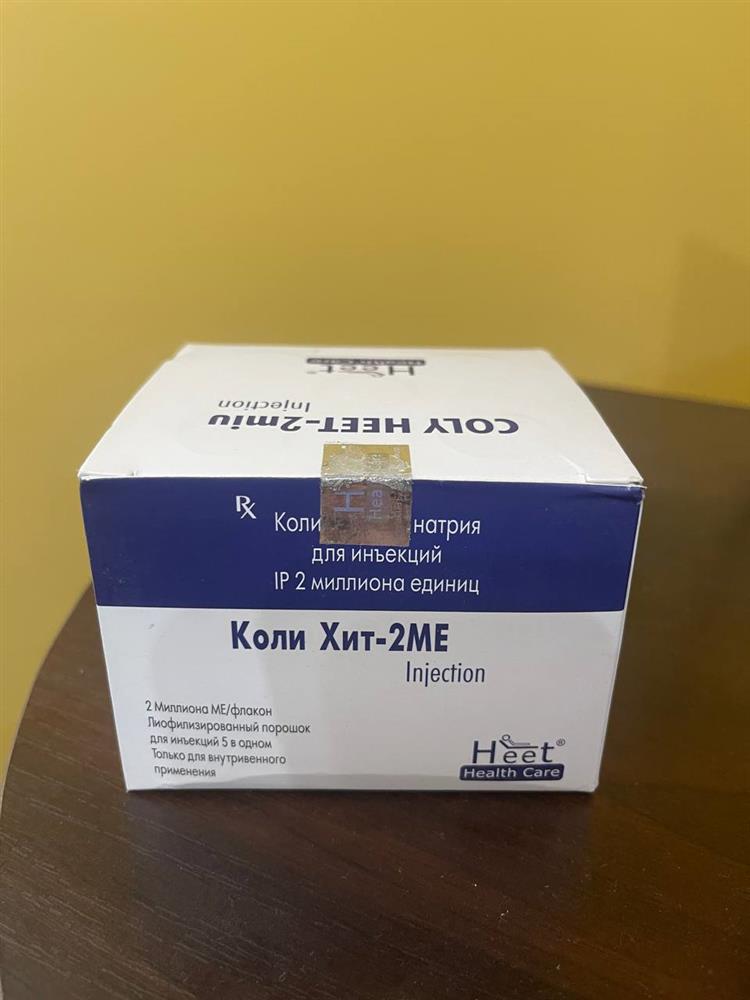 Heet®
Health Care
COLY HEET-2miu
Injection
Rx
Коли натрия
для инъекций
IP 2 миллиона единиц
Коли Хит-2МЕ
Injection
2 Миллиона МЕ/флакон
Лиофилизированный порошок
для инъекций 5 в одном
Только для внутривенного
применения
Heet®
Health Care